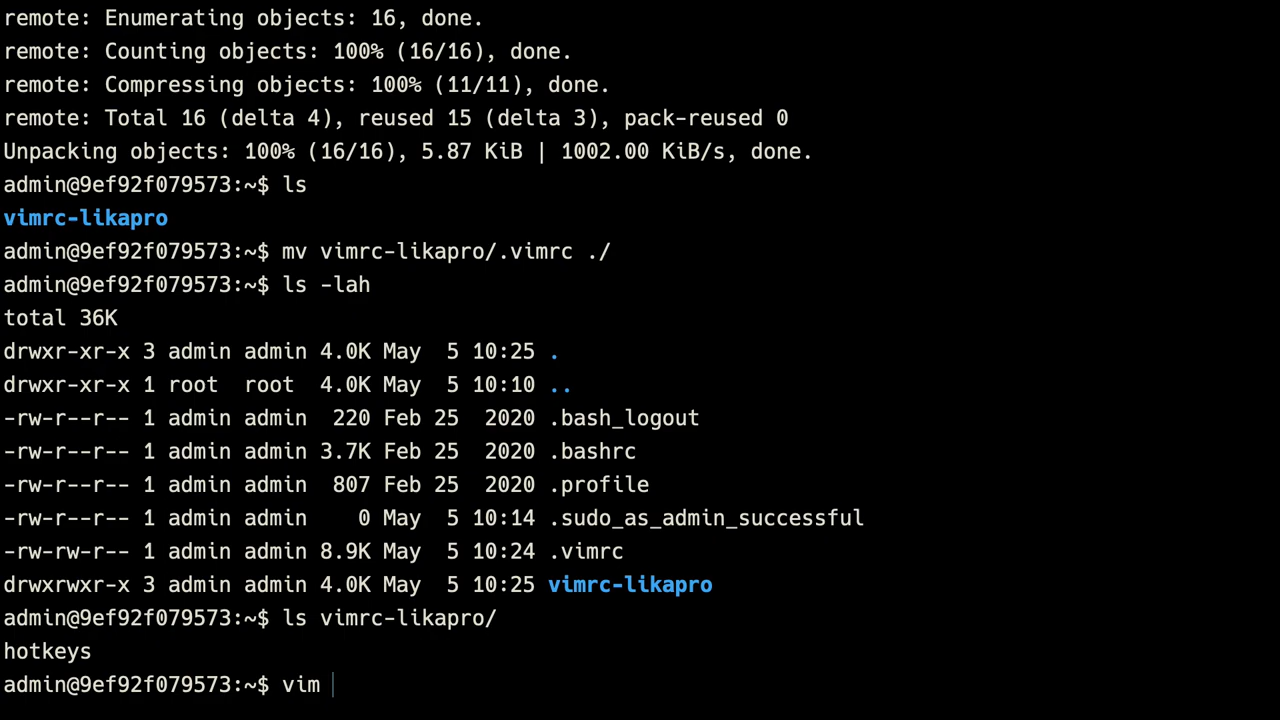 remote: Enumerating objects: 16, done.
remote: Counting objects: 100% (16/16), done.
remote: Compressing objects: 100% (11/11), done.
remote: Total 16 (delta 4), reused 15 (delta 3), pack-reused 0
Unpacking objects: 100% (16/16), 5.87 KiB | 1002.00 KiB/s, done.
admin@9ef92f079573:~$ ls
vimrc-likapro
admin@9ef92f079573:~$ mv vimrc-likapro/.vimrc ./
admin@9ef92f079573:~$ ls -lah
total 36K
drwxr-xr-x 3 admin admin 4.0K May  5 10:25 .
drwxr-xr-x 1 root  root  4.0K May  5 10:10 ..
-rw-r--r-- 1 admin admin  220 Feb 25  2020 .bash_logout
-rw-r--r-- 1 admin admin 3.7K Feb 25  2020 .bashrc
-rw-r--r-- 1 admin admin  807 Feb 25  2020 .profile
-rw-r--r-- 1 admin admin    0 May  5 10:14 .sudo_as_admin_successful
-rw-rw-r-- 1 admin admin 8.9K May  5 10:24 .vimrc
drwxrwxr-x 3 admin admin 4.0K May  5 10:25 vimrc-likapro
admin@9ef92f079573:~$ ls vimrc-likapro/
hotkeys
admin@9ef92f079573:~$ vim